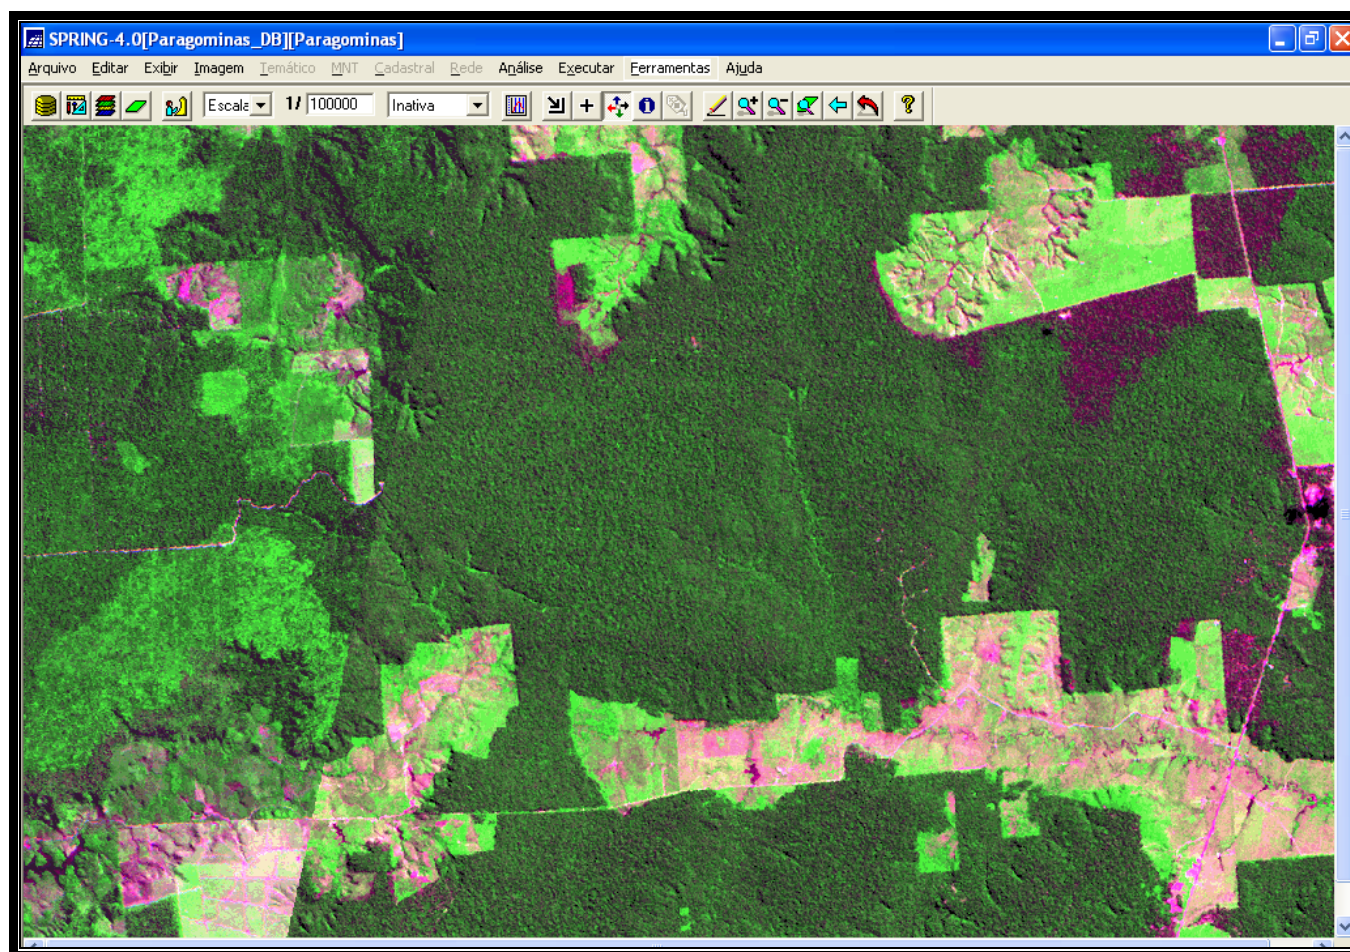 SPRING-4.0[Paragominas_DB][Paragominas]
Arquivo Editar Exibir Imagem Temático MNT Cadastral Rede Análise Executar Ferramentas Ajuda
Escala 1/ 100000 Inativa